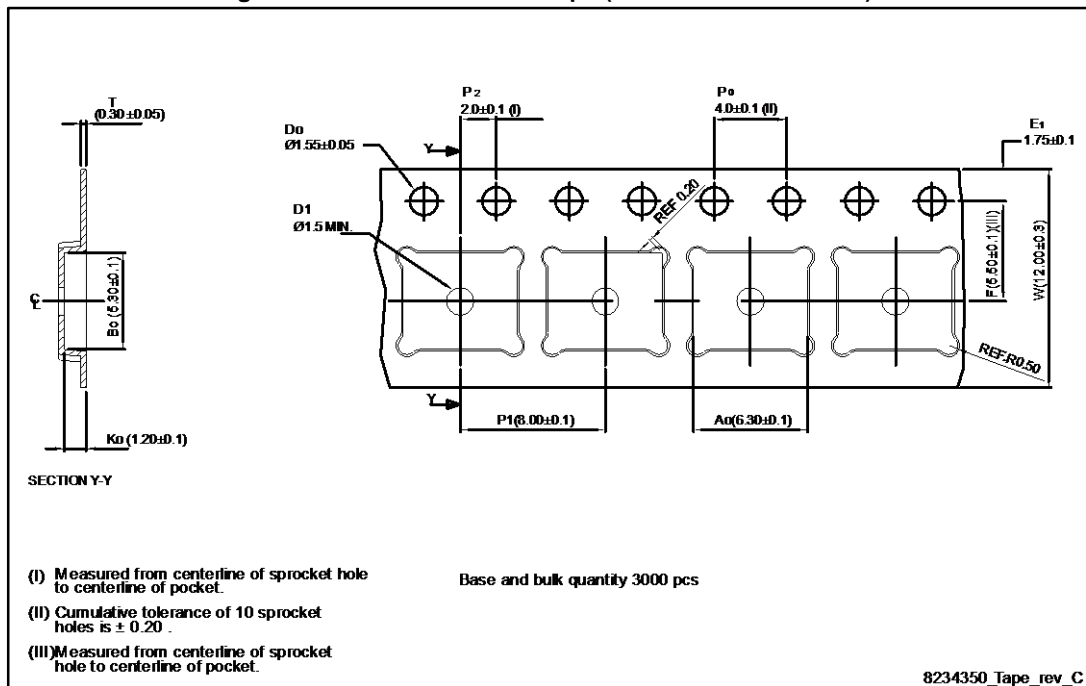 T
(0.30±0.05)
P2
2.0±0.1 (I)
P0
4.0±0.1 (II)
E1
1.75±0.1
Do
Ø1.55±0.05
Y
D1
Ø1.5 MIN.
REF 0.20
F(5.50±0.1)(III)
W(12.00±0.3)
Bo (5.30±0.1)
CL
REF.R0.50
Y
P1(8.00±0.1)
Ao(6.30±0.1)
Ko (1.20±0.1)
SECTION Y-Y
(I) Measured from centerline of sprocket hole
to centerline of pocket.
Base and bulk quantity 3000 pcs
(II) Cumulative tolerance of 10 sprocket
holes is ± 0.20 .
(III)Measured from centerline of sprocket
hole to centerline of pocket.
8234350_Tape_rev_C